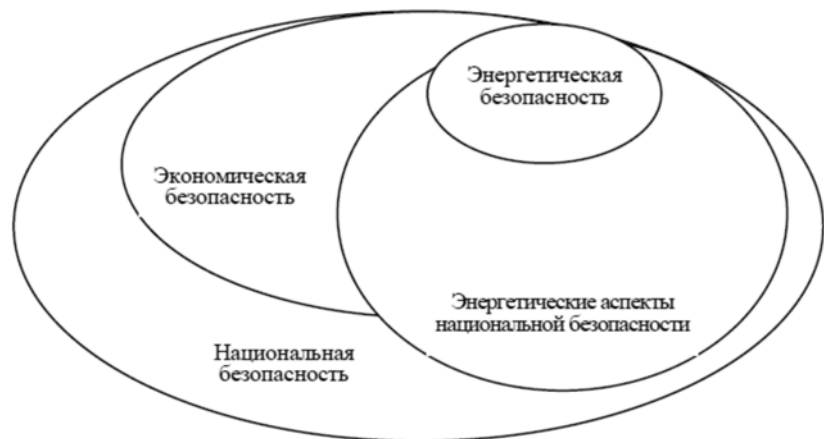 Энергетическая
безопасность
Экономическая
безопасность
Энергетические аспекты
национальной безопасности
Национальная
безопасность